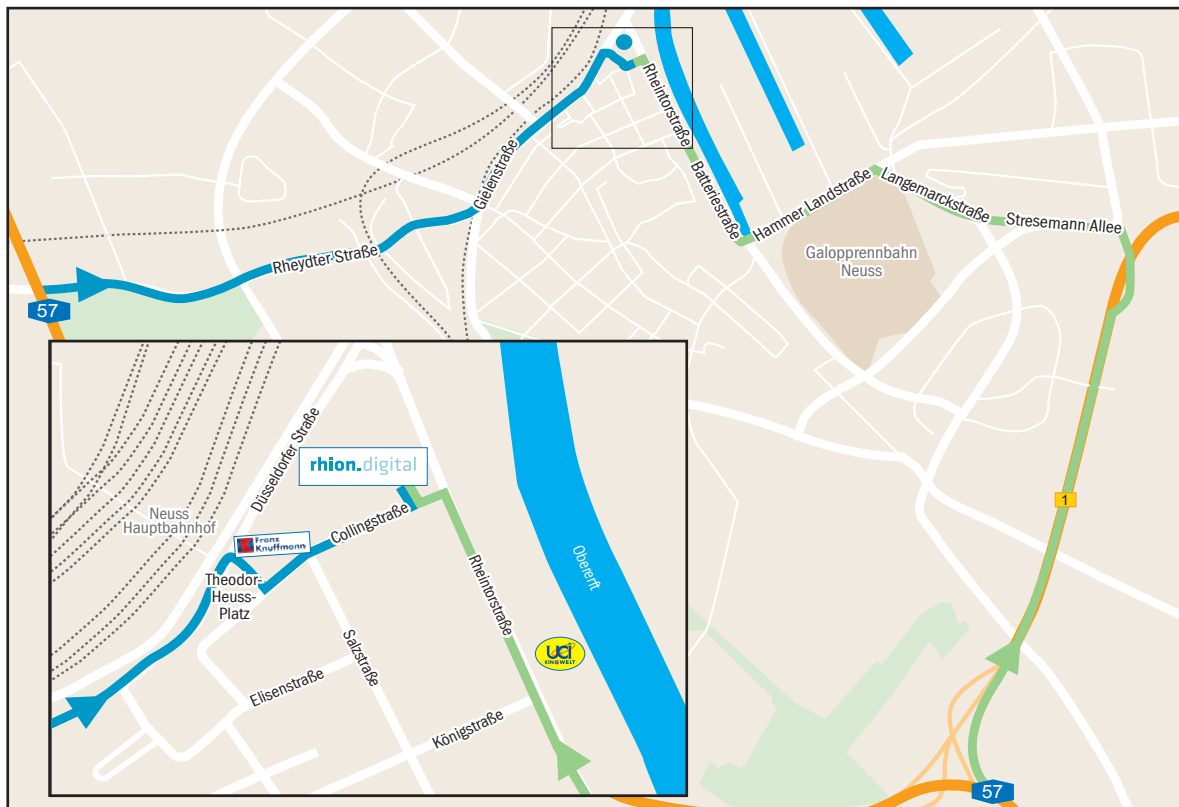 Rheintorstraße
Gielenstraße
Batteriestraße
Hammer Landstraße
Langemarckstraße
Stresemann Allee
Galopprennbahn
Neuss
Rheydter Straße
57
1
57
Düsseldorfer Straße
rhion.digital
Neuss
Hauptbahnhof
Franz
Knuffmann
Collingstraße
Theodor-
Heuss-
Platz
Rheintorstraße
Obererft
Salzstraße
uci
KINOWELT
Elisenstraße
Königstraße